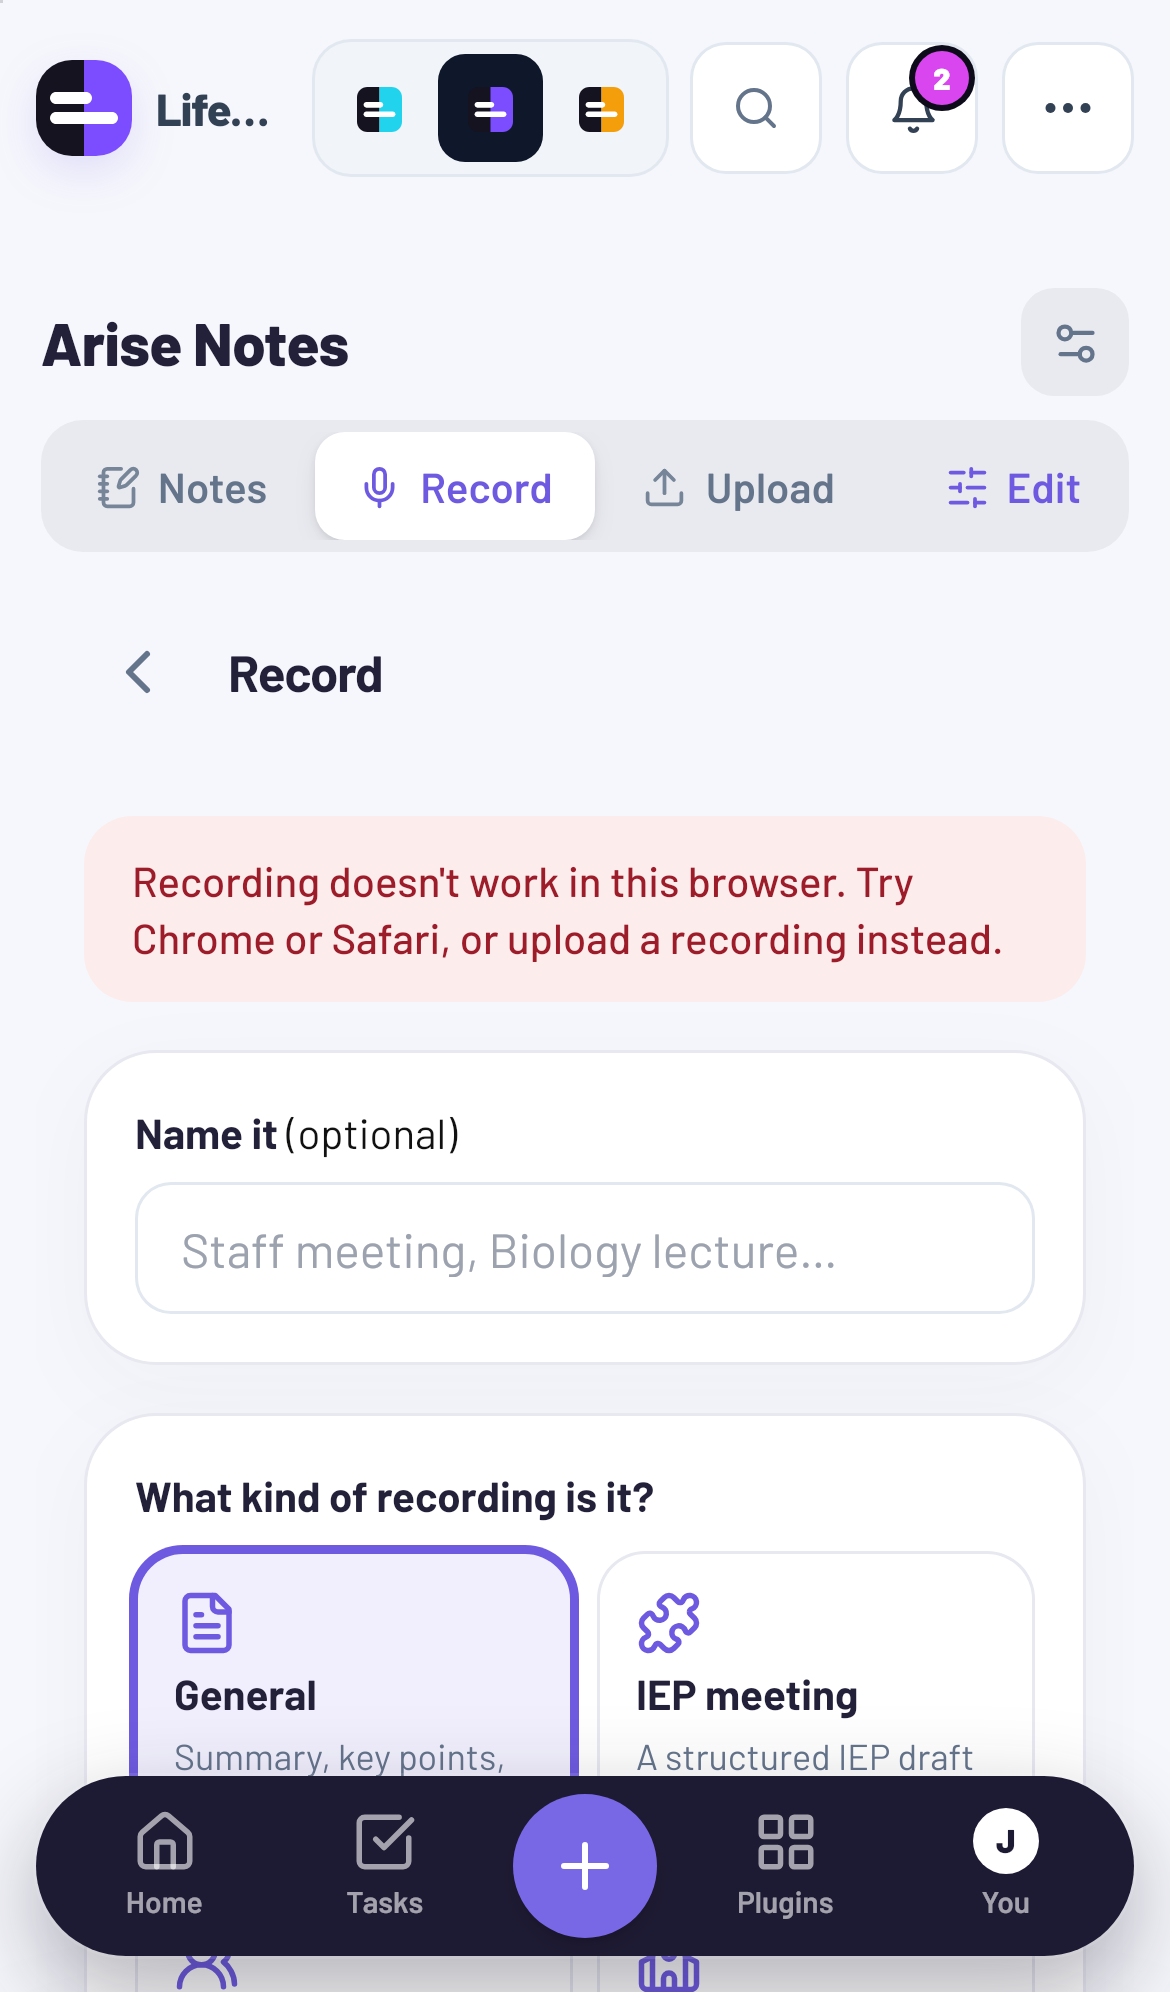 Life...
2
Arise Notes
Notes
Record
Upload
Edit
Record
Recording doesn't work in this browser. Try
Chrome or Safari, or upload a recording instead.
Name it (optional)
Staff meeting, Biology lecture...
What kind of recording is it?
General
Summary, key points,
IEP meeting
A structured IEP draft
Home
Tasks
Plugins
J
You